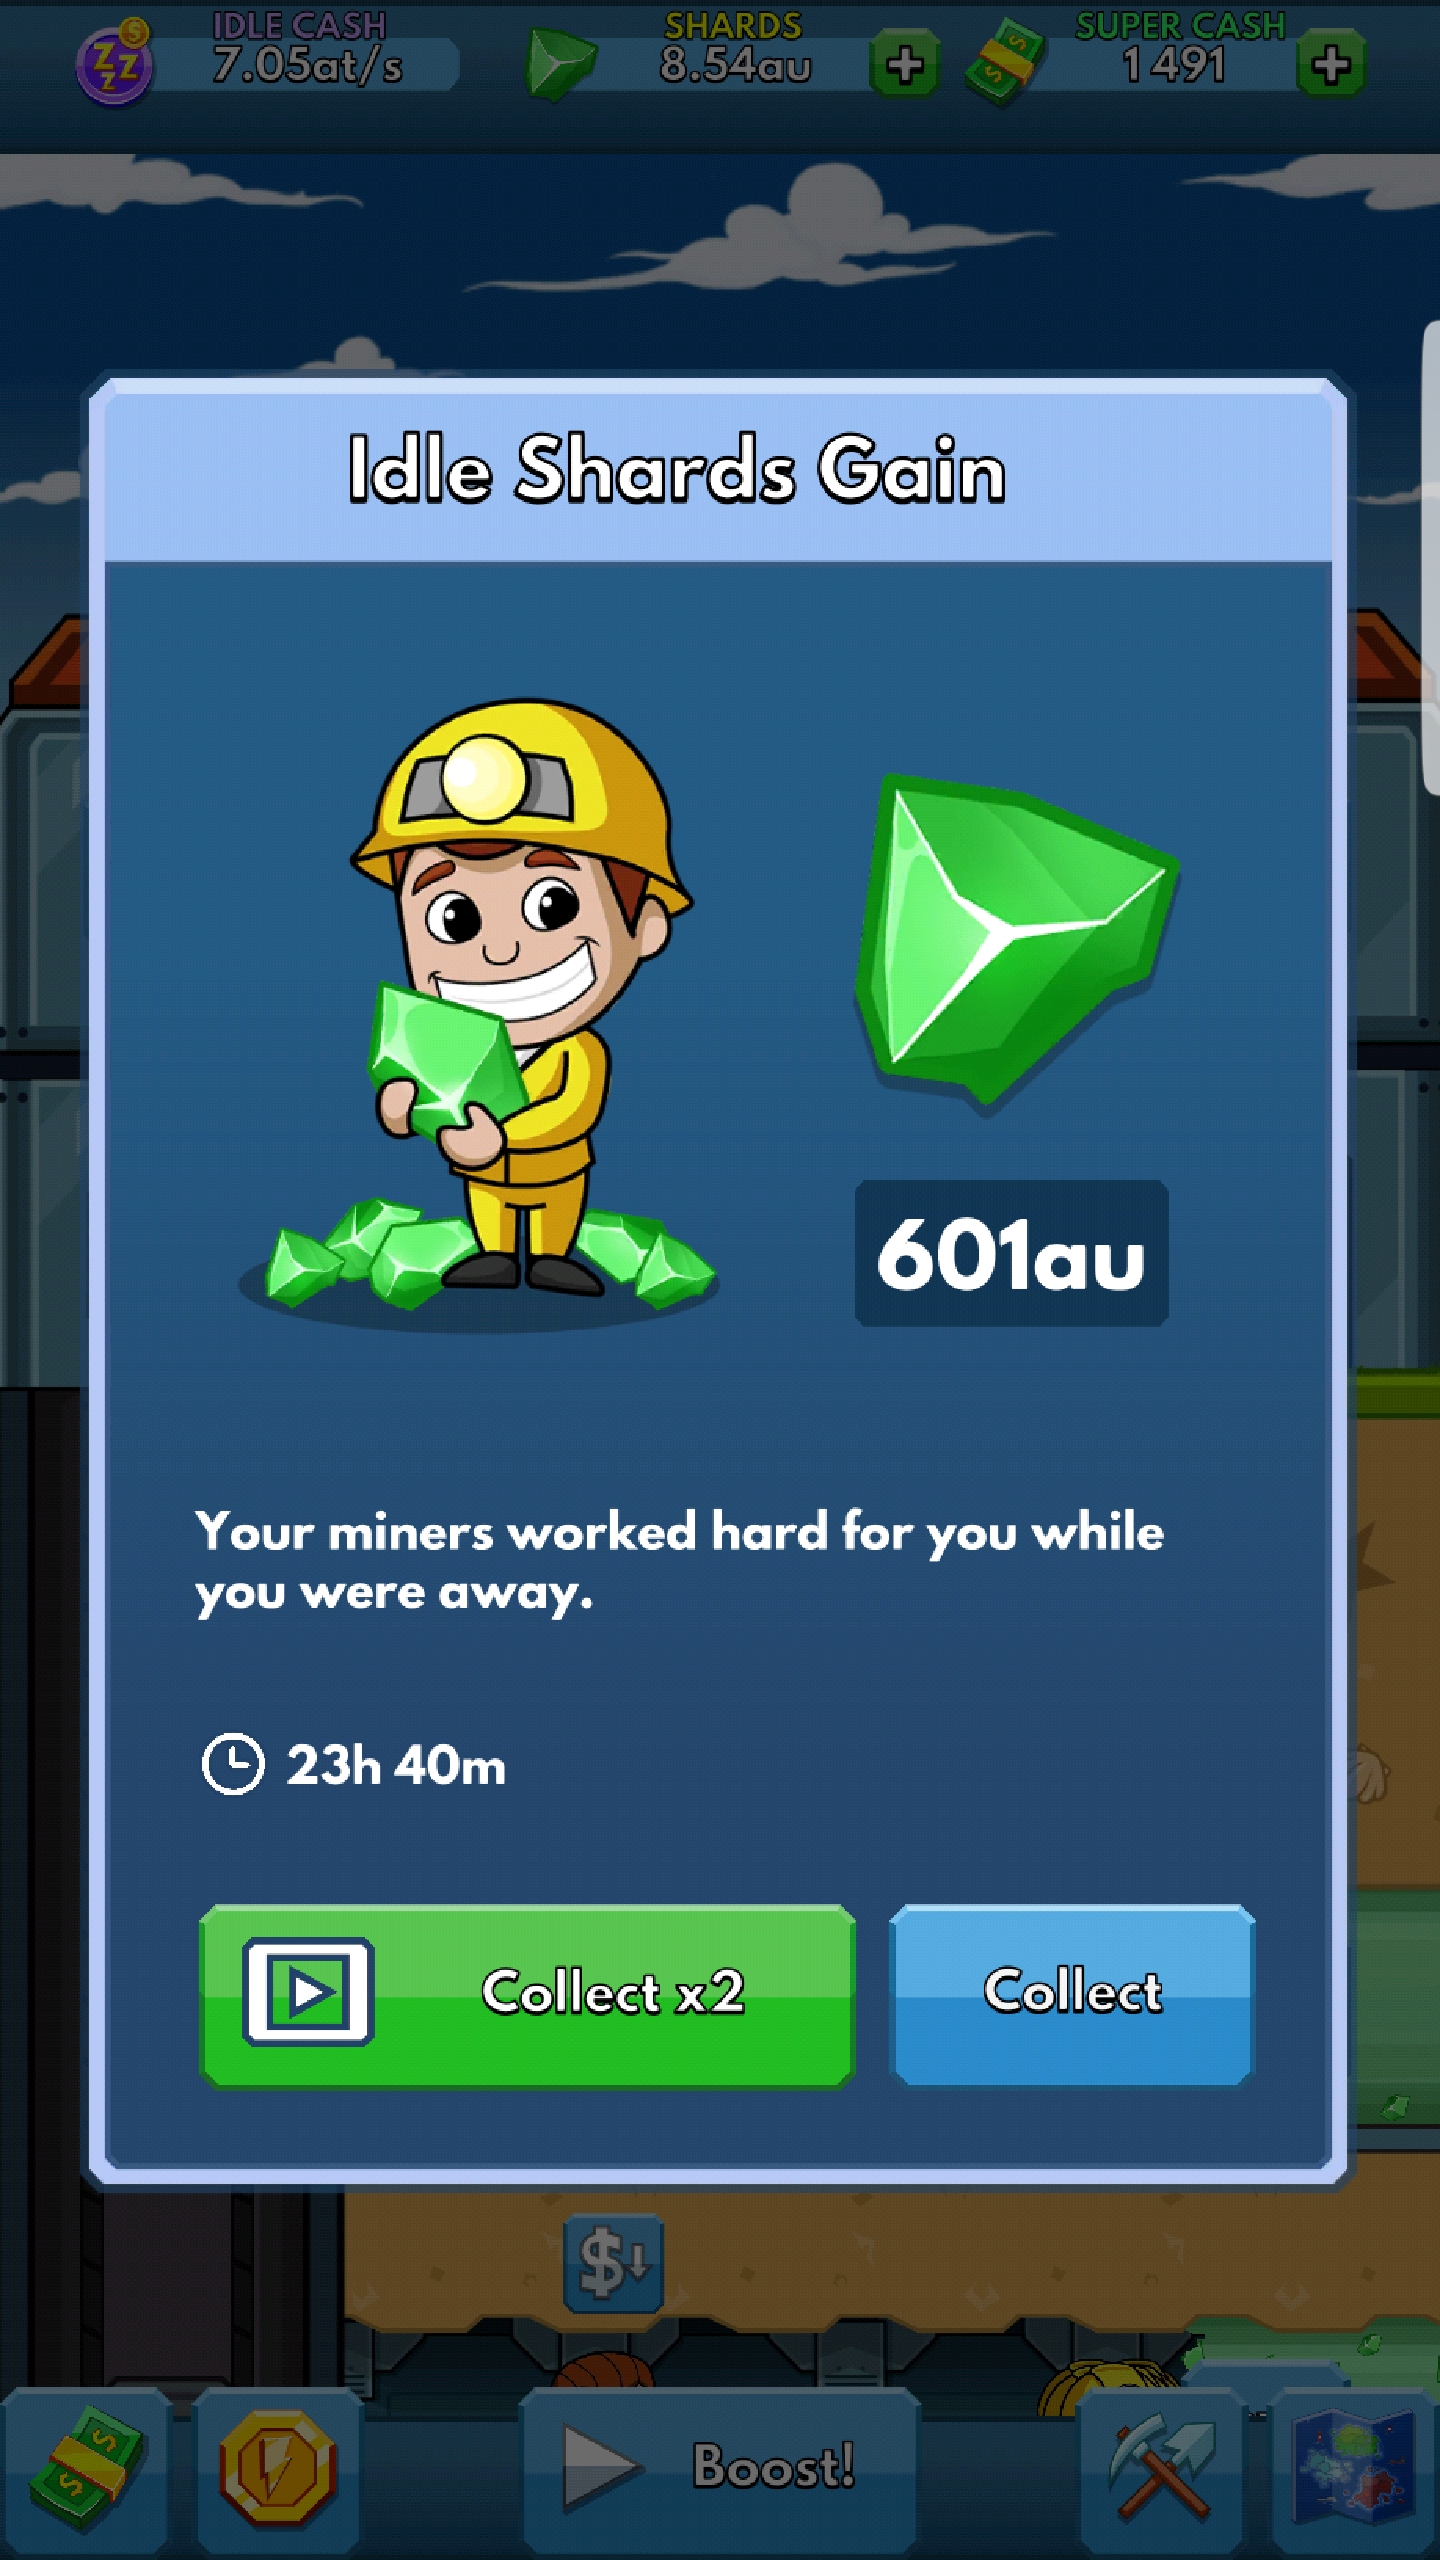 IDLE CASH
7.05at/s
SHARDS
8.54au
SUPER CASH
1 491
Idle Shards Gain
601au
Your miners worked hard for you while
you were away.
23h 40m
Collect x2
Collect
Boost!